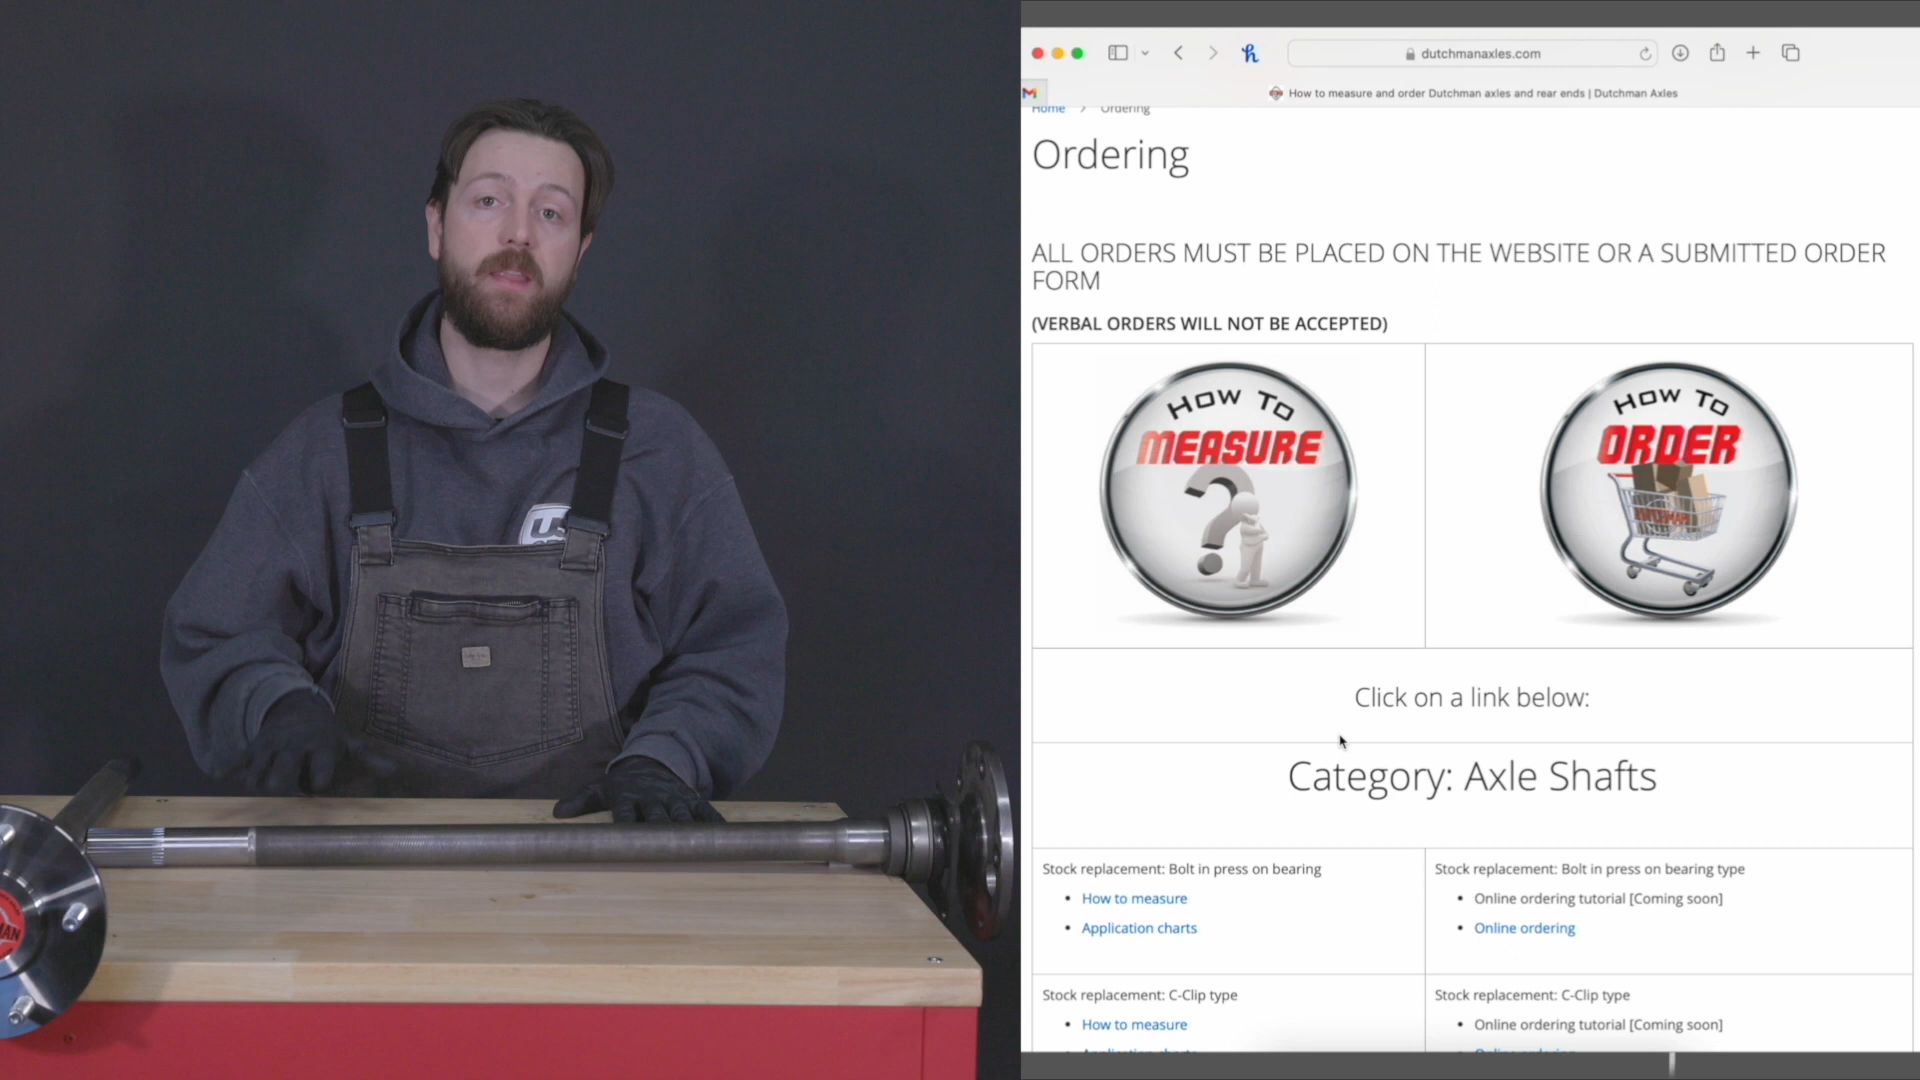 dutchmanaxles.com
How to measure and order Dutchman axles and rear ends | Dutchman Axles
Home > Ordering
Ordering
ALL ORDERS MUST BE PLACED ON THE WEBSITE OR A SUBMITTED ORDER
FORM
(VERBAL ORDERS WILL NOT BE ACCEPTED)
HOW TO
MEASURE
HOW TO
ORDER
Click on a link below:
Category: Axle Shafts
Stock replacement: Bolt in press on bearing
• How to measure
• Application charts
Stock replacement: Bolt in press on bearing type
• Online ordering tutorial [Coming soon]
• Online ordering
Stock replacement: C-Clip type
• How to measure
Stock replacement: C-Clip type
• Online ordering tutorial [Coming soon]